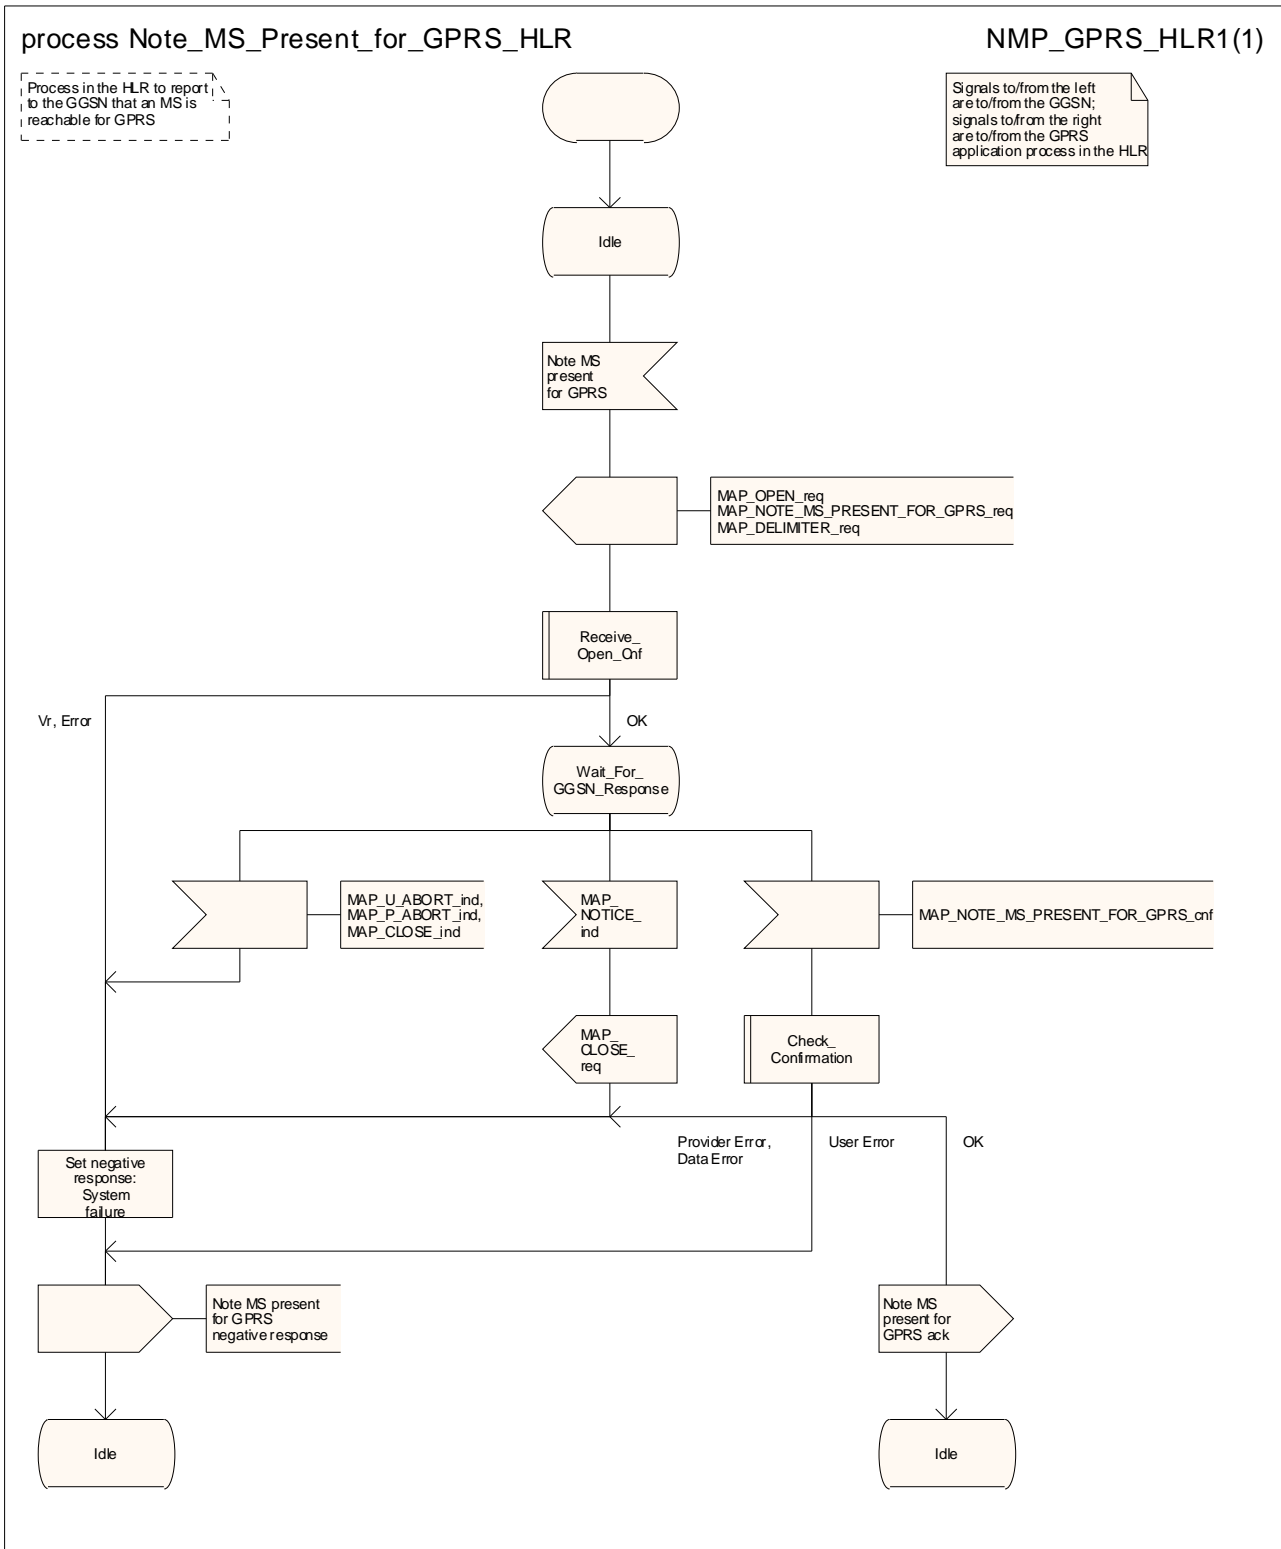 process Note_MS_Present_for_GPRS_HLR
NMP_GPRS_HLR1(1)
Process in the HLR to report
to the GGSN that an MS is
reachable for GPRS
Signals to/from the left
are to/from the GGSN;
signals to/from the right
are to/from the GPRS
application process in the HLR
Idle
Note MS
present
for GPRS
MAP_OPEN_req
MAP_NOTE_MS_PRESENT_FOR_GPRS_req
MAP_DELIMITER_req
Receive_
Open_Cnf
Vr, Error
OK
Wait_For_
GGSN_Response
MAP_U_ABORT_ind,
MAP_P_ABORT_ind,
MAP_CLOSE_ind
MAP_
NOTICE_
ind
MAP_NOTE_MS_PRESENT_FOR_GPRS_cnf
MAP_
CLOSE_
req
Check_
Confirmation
Provider Error,
Data Error
User Error
OK
Set negative
response:
System
failure
Note MS present
for GPRS
negative response
Note MS
present for
GPRS ack
Idle
Idle